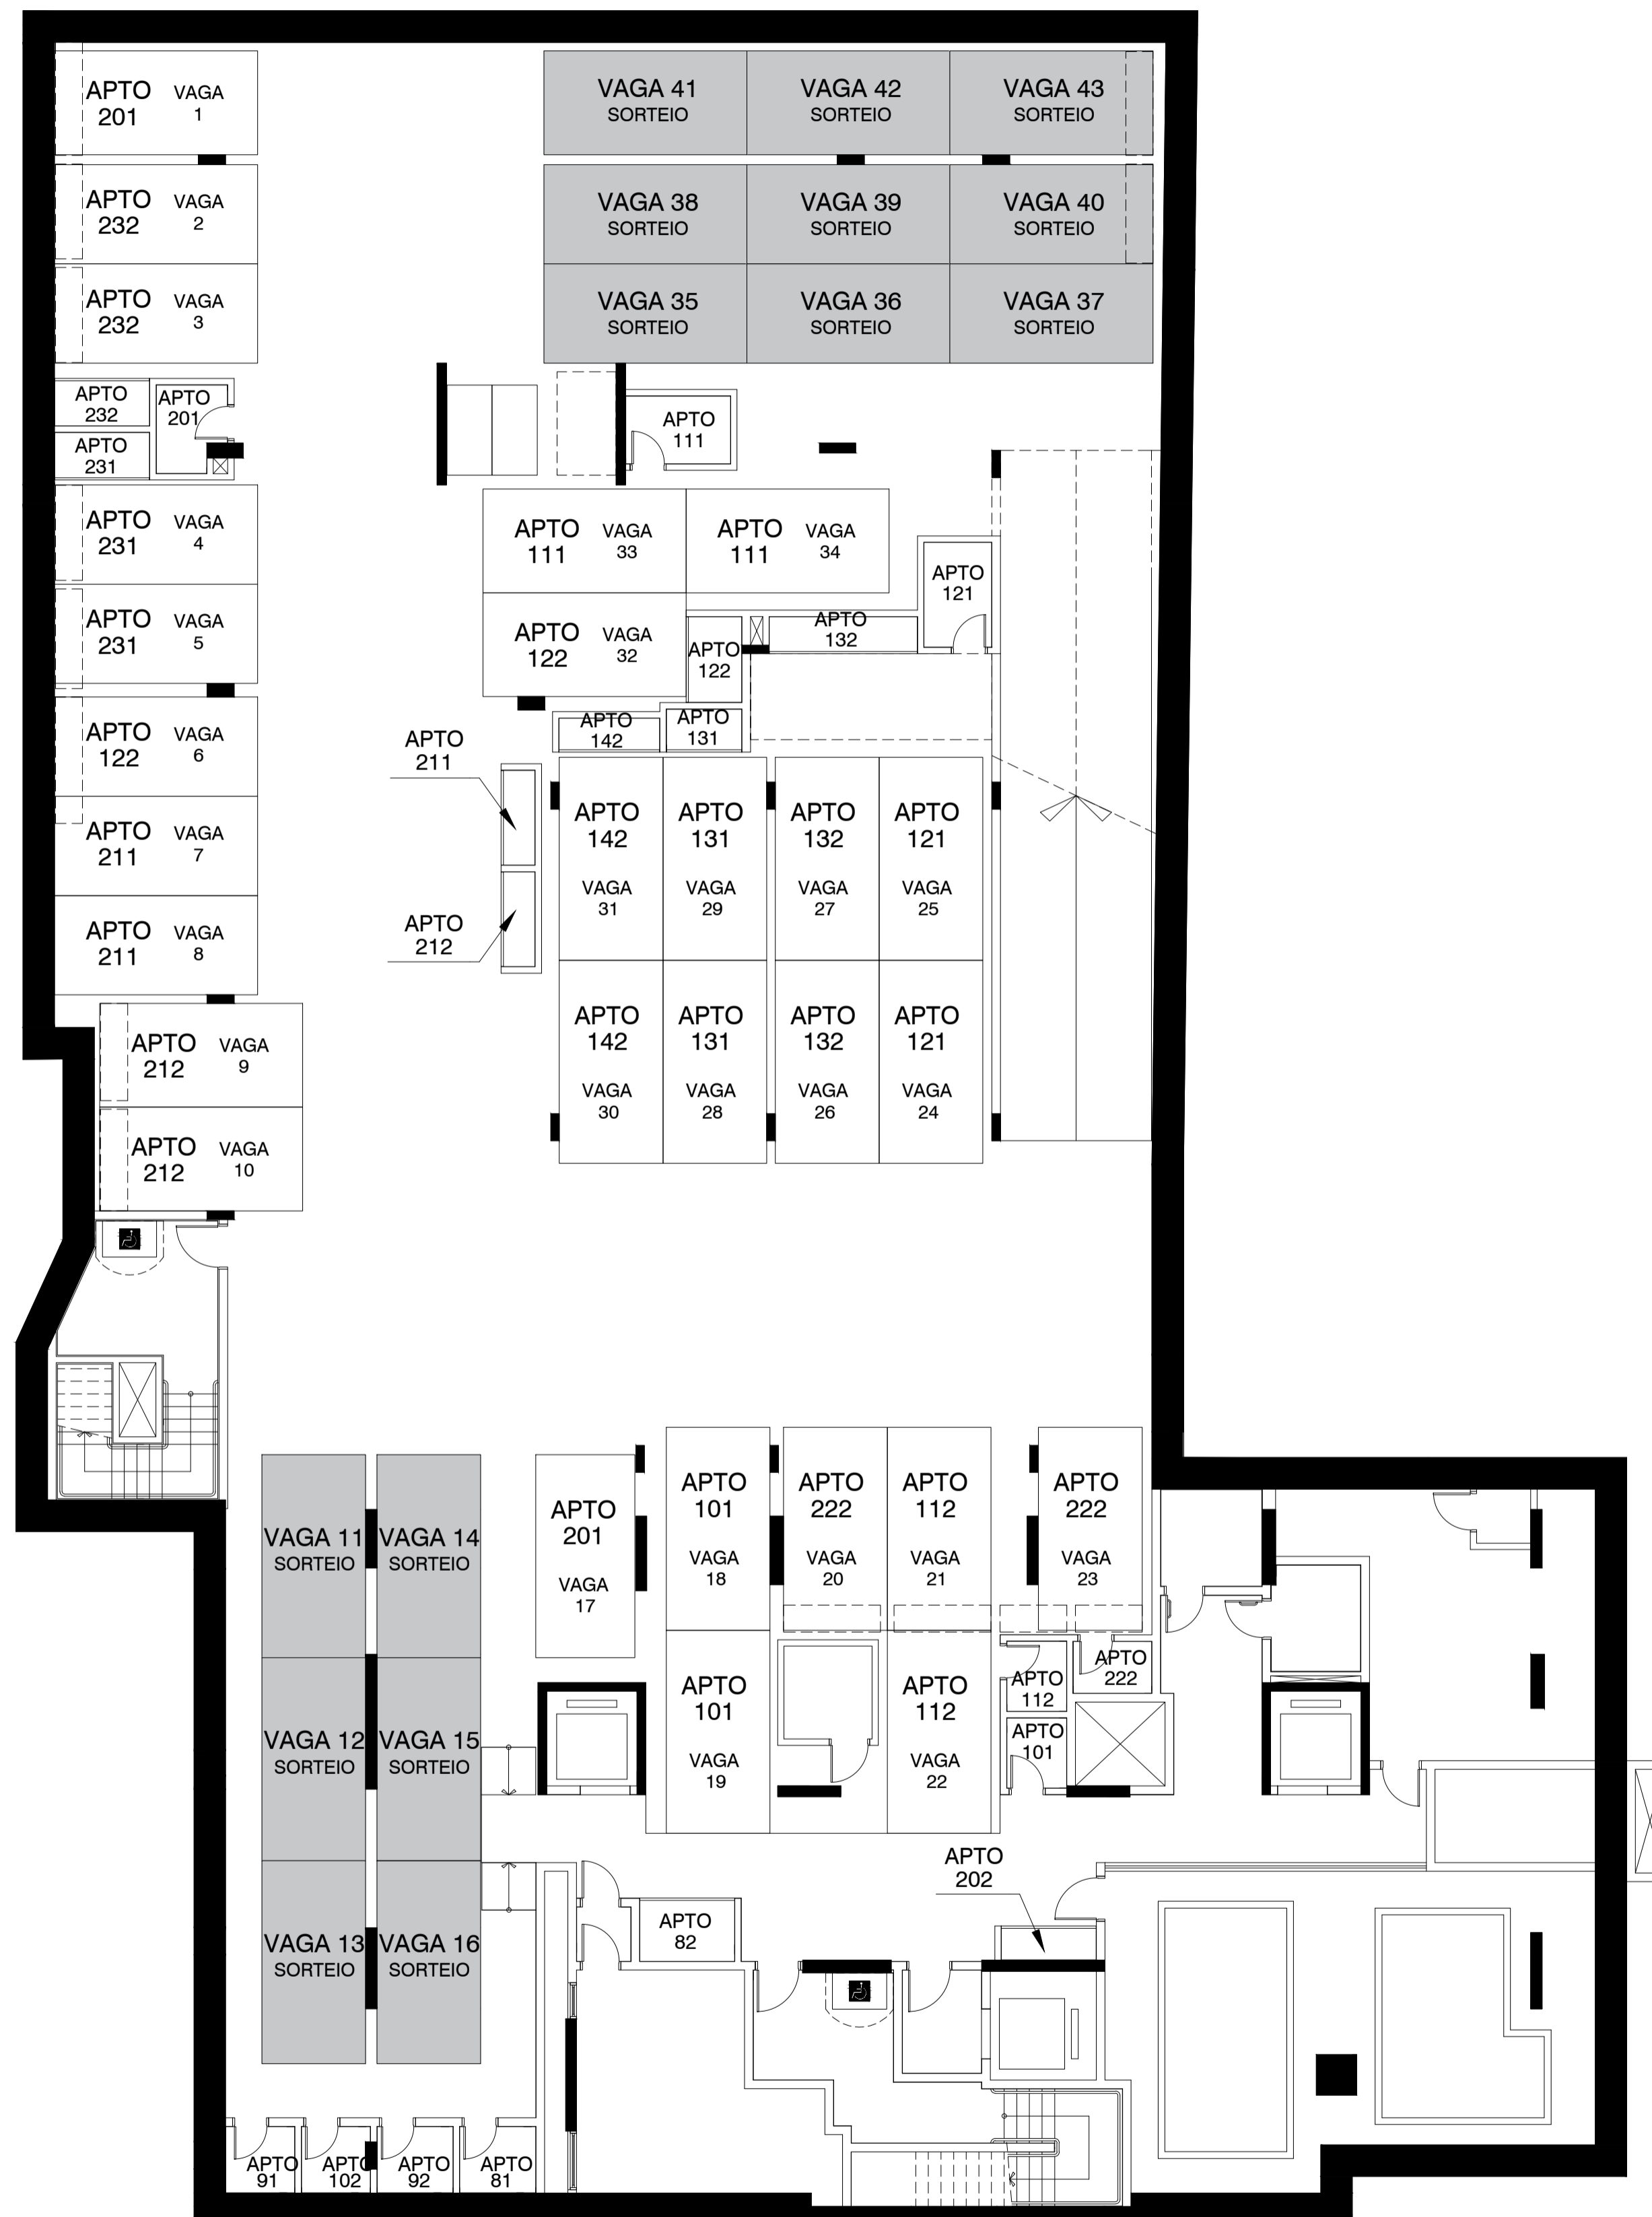 APTO
201
VAGA
1
VAGA 41
SORTEIO
VAGA 42
SORTEIO
VAGA 43
SORTEIO
APTO
232
VAGA
2
VAGA 38
SORTEIO
VAGA 39
SORTEIO
VAGA 40
SORTEIO
APTO
232
VAGA
3
VAGA 35
SORTEIO
VAGA 36
SORTEIO
VAGA 37
SORTEIO
APTO
232
APTO
201
APTO
231
APTO
111
APTO
231
VAGA
4
APTO
111
VAGA
33
APTO
111
VAGA
34
APTO
121
APTO
231
VAGA
5
APTO
122
VAGA
32
APTO
122
APTO
132
APTO
122
VAGA
6
APTO
142
APTO
131
APTO
211
APTO
211
VAGA
7
APTO
142
VAGA
31
APTO
131
VAGA
29
APTO
132
VAGA
27
APTO
121
VAGA
25
APTO
211
VAGA
8
APTO
212
APTO
212
VAGA
9
APTO
142
VAGA
30
APTO
131
VAGA
28
APTO
132
VAGA
26
APTO
121
VAGA
24
APTO
212
VAGA
10
VAGA 11
SORTEIO
VAGA 14
SORTEIO
APTO
201
VAGA
17
APTO
101
VAGA
18
APTO
222
VAGA
20
APTO
112
VAGA
21
APTO
222
VAGA
23
VAGA 12
SORTEIO
VAGA 15
SORTEIO
APTO
101
VAGA
19
APTO
112
VAGA
22
APTO
112
APTO
222
APTO
101
VAGA 13
SORTEIO
VAGA 16
SORTEIO
APTO
82
APTO
202
APTO
91
APTO
102
APTO
92
APTO
81